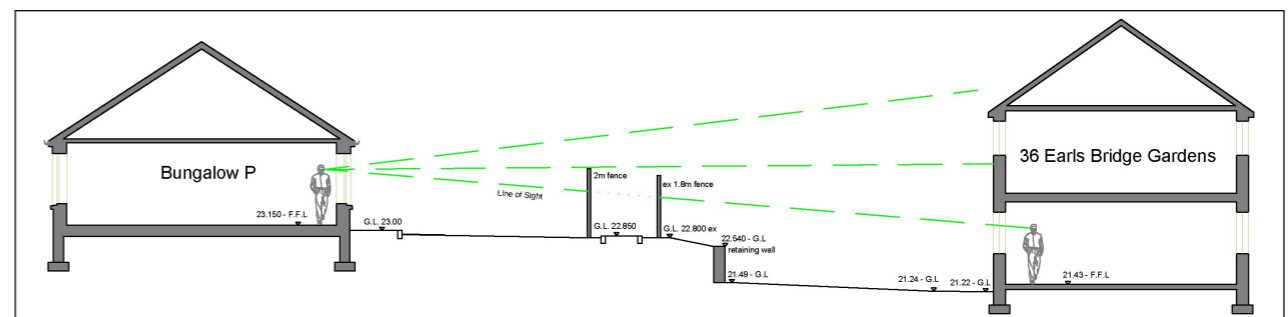 Bungalow P
36 Earls Bridge Gardens
2m fence
ex 1.8m fence
Line of Sight
23.150 - F.F.L
G.L. 23.00
G.L. 22.850
G.L. 22.800 ex
22.540 - G.L
retaining wall
21.49 - G.L
21.24 - G.L
21.22 - G.L
21.43 - F.F.L